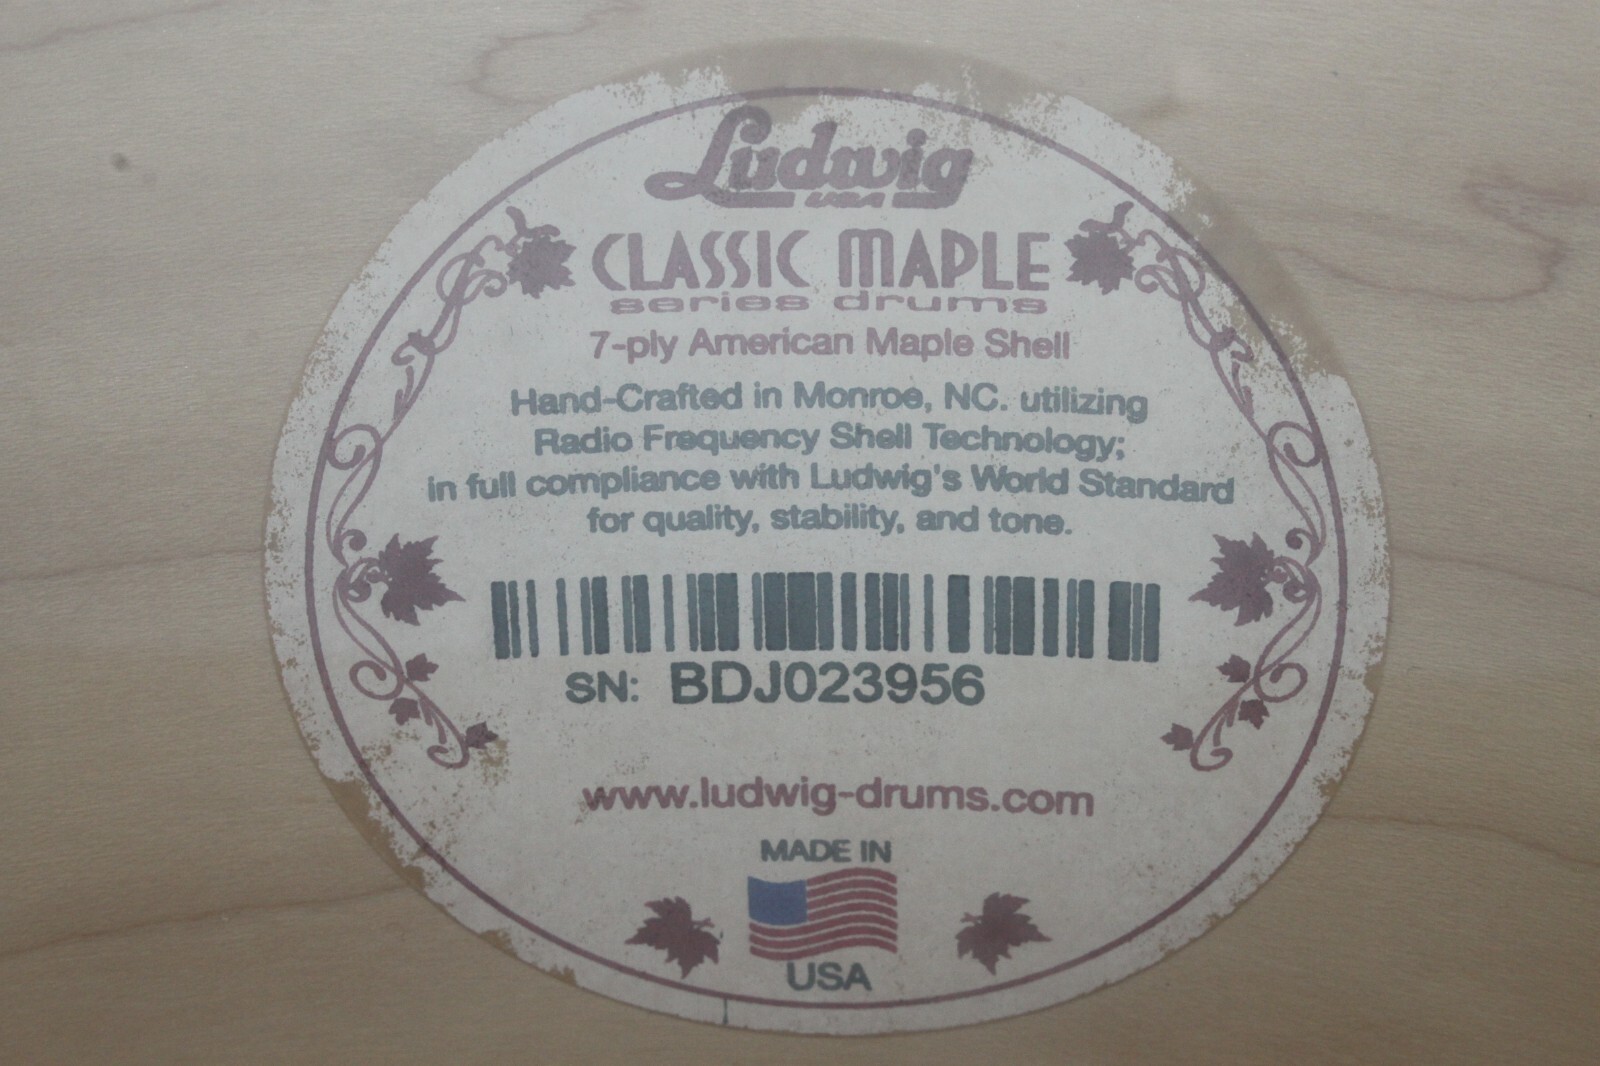 Ludwig
USA
CLASSIC MAPLE
series drums
7-ply American Maple Shell
Hand-Crafted in Monroe, NC. utilizing
Radio Frequency Shell Technology;
in full compliance with Ludwig's World Standard
for quality, stability, and tone.
SN: BDJ023956
www.ludwig-drums.com
MADE IN
USA